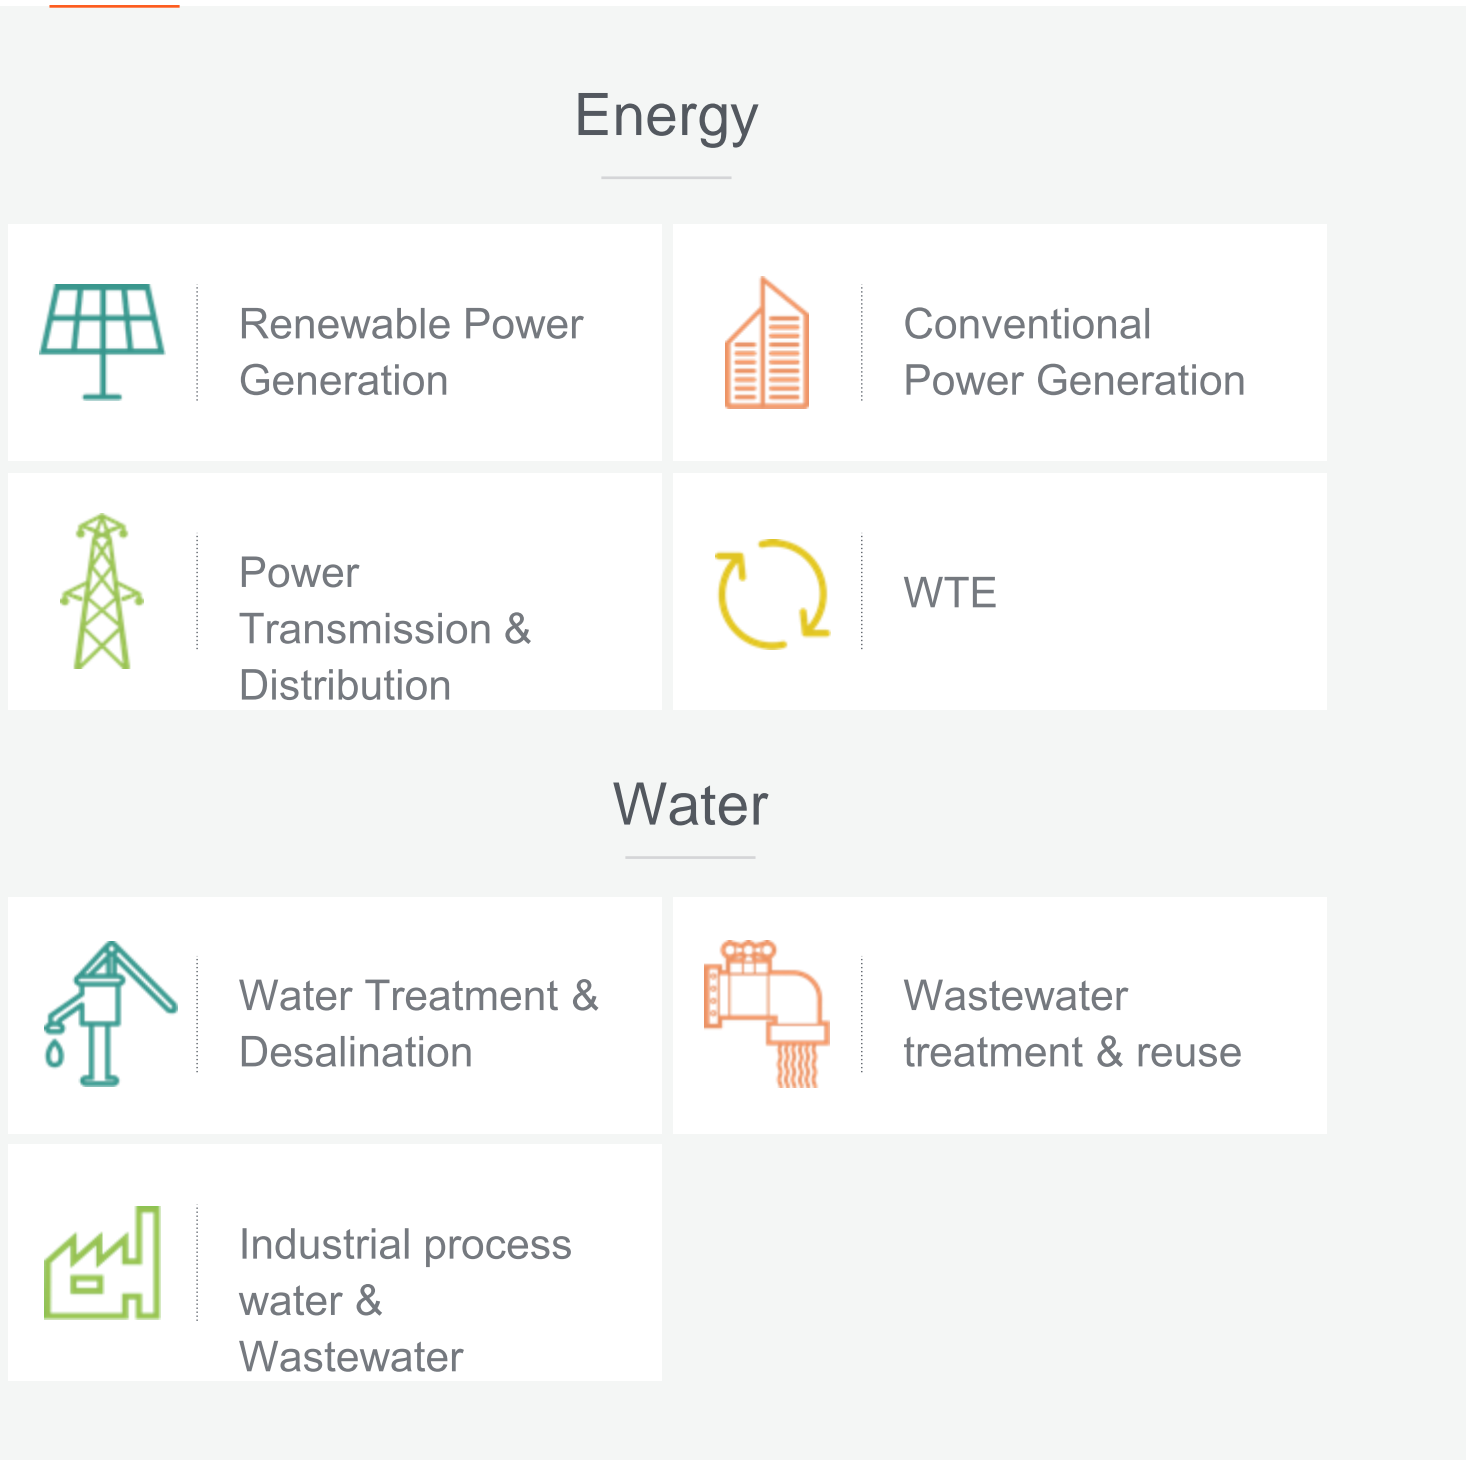 Energy
Renewable Power
Generation
Conventional
Power Generation
Power
Transmission &
Distribution
WTE
Water
Water Treatment &
Desalination
Wastewater
treatment & reuse
Industrial process
water &
Wastewater